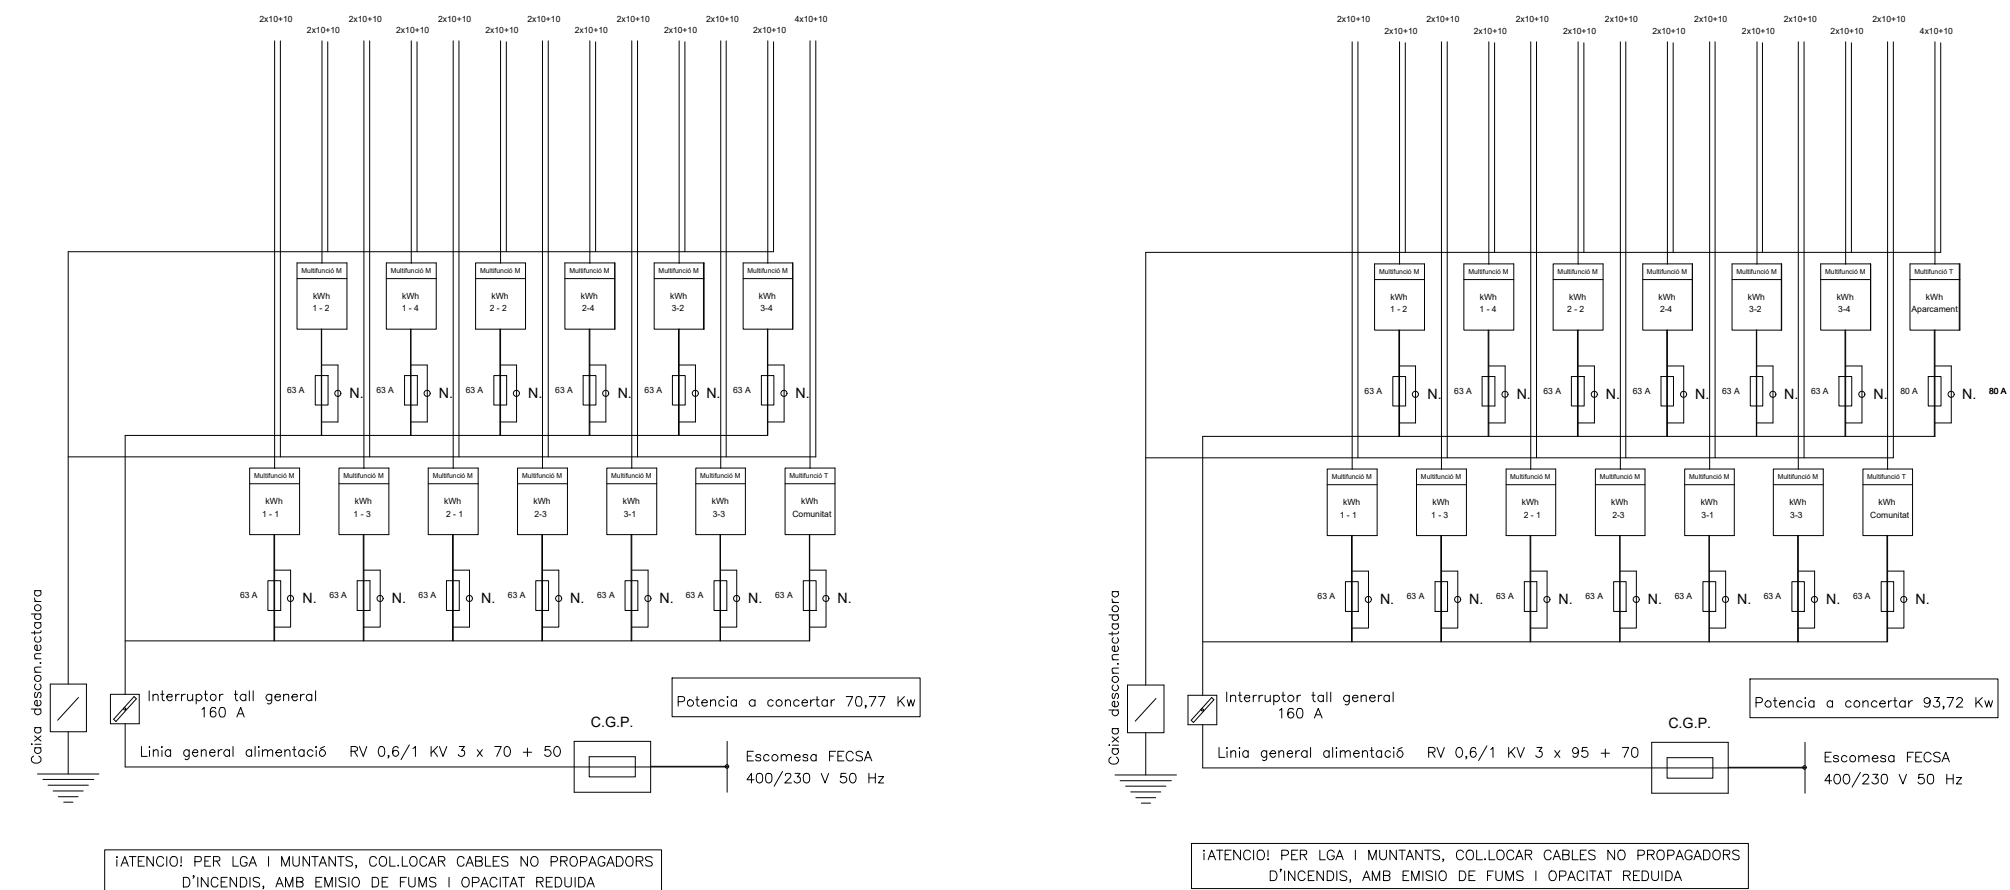 2x10+10 2x10+10 2x10+10 2x10+10 2x10+10 2x10+10 4x10+10
2x10+10 2x10+10 2x10+10 2x10+10 2x10+10 2x10+10
Multifunció M Multifunció M Multifunció M Multifunció M Multifunció M Multifunció M
kWh kWh kWh kWh kWh kWh
1 - 2 1 - 4 2 - 2 2-4 3-2 3-4
63 A N. 63 A N. 63 A N. 63 A N. 63 A N. 63 A N.
Multifunció M Multifunció M Multifunció M Multifunció M Multifunció M Multifunció M Multifunció T
kWh kWh kWh kWh kWh kWh kWh
1 - 1 1 - 3 2 - 1 2-3 3-1 3-3 Comunitat
63 A N. 63 A N. 63 A N. 63 A N. 63 A N. 63 A N. 63 A N.
Caixa descon.nectadora
Interruptor tall general
160 A
Potencia a concertar 70,77 Kw
C.G.P.
Linia general alimentació RV 0,6/1 KV 3 x 70 + 50
Escomesa FECSA
400/230 V 50 Hz
¡ATENCIO! PER LGA I MUNTANTS, COL.LOCAR CABLES NO PROPAGADORS
D'INCENDIS, AMB EMISIO DE FUMS I OPACITAT REDUIDA
2x10+10 2x10+10 2x10+10 2x10+10 2x10+10 2x10+10 2x10+10
2x10+10 2x10+10 2x10+10 2x10+10 2x10+10 2x10+10 4x10+10
Multifunció M Multifunció M Multifunció M Multifunció M Multifunció M Multifunció M Multifunció T
kWh kWh kWh kWh kWh kWh kWh
1 - 2 1 - 4 2 - 2 2-4 3-2 3-4 Aparcament
63 A N. 63 A N. 63 A N. 63 A N. 63 A N. 63 A N. 80 A N. 80 A
Multifunció M Multifunció M Multifunció M Multifunció M Multifunció M Multifunció M Multifunció T
kWh kWh kWh kWh kWh kWh kWh
1 - 1 1 - 3 2 - 1 2-3 3-1 3-3 Comunitat
63 A N. 63 A N. 63 A N. 63 A N. 63 A N. 63 A N. 63 A N.
Caixa descon.nectadora
Interruptor tall general
160 A
Potencia a concertar 93,72 Kw
C.G.P.
Linia general alimentació RV 0,6/1 KV 3 x 95 + 70
Escomesa FECSA
400/230 V 50 Hz
¡ATENCIO! PER LGA I MUNTANTS, COL.LOCAR CABLES NO PROPAGADORS
D'INCENDIS, AMB EMISIO DE FUMS I OPACITAT REDUIDA